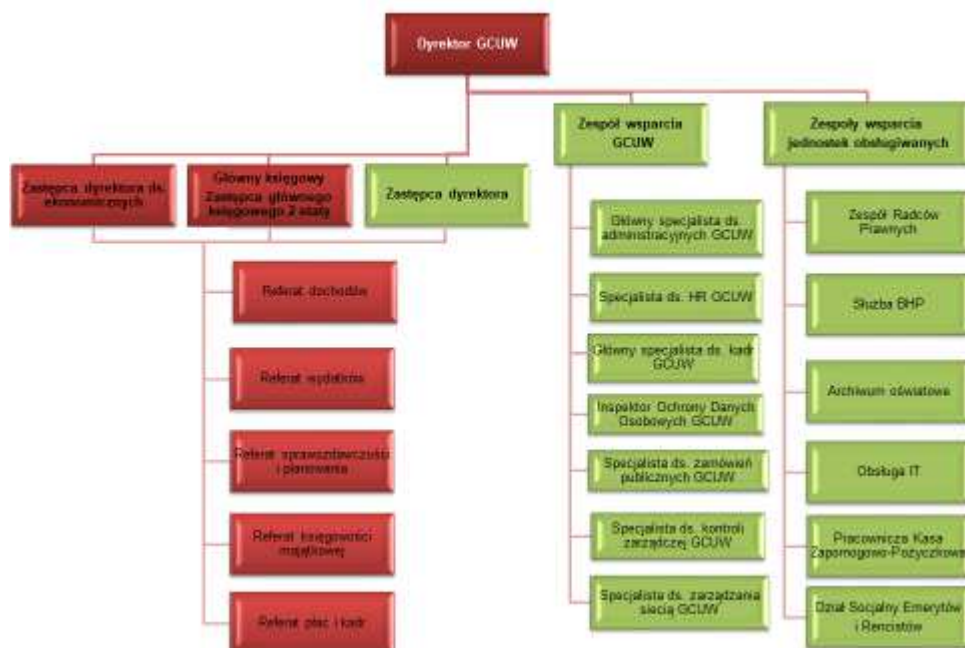 Dyrektor GCUW
Zespół wsparcia
GCUW
Zespoły wsparcia
jednostek obsługiwanych
Zastępca dyrektora ds.
ekonomicznych
Główny księgowy
Zastępca głównego
księgowego 2 etaty
Zastępca dyrektora
Referat dochodów
Referat wydatków
Referat sprawozdawczości
i planowania
Referat księgowości
majątkowej
Referat płac i kadr
Główny specjalista ds.
administracyjnych GCUW
Specjalista ds. HR GCUW
Główny specjalista ds. kadr
GCUW
Inspektor Ochrony Danych
Osobowych GCUW
Specjalista ds. zamówień
publicznych GCUW
Specjalista ds. kontroli
zarządczej GCUW
Specjalista ds. zarządzania
siecią GCUW
Zespół Radców
Prawnych
Służba BHP
Archiwum oświatowe
Obsługa IT
Pracownicza Kasa
Zapomogowo-Pożyczkowa
Dział Socjalny Emerytów
i Rencistów